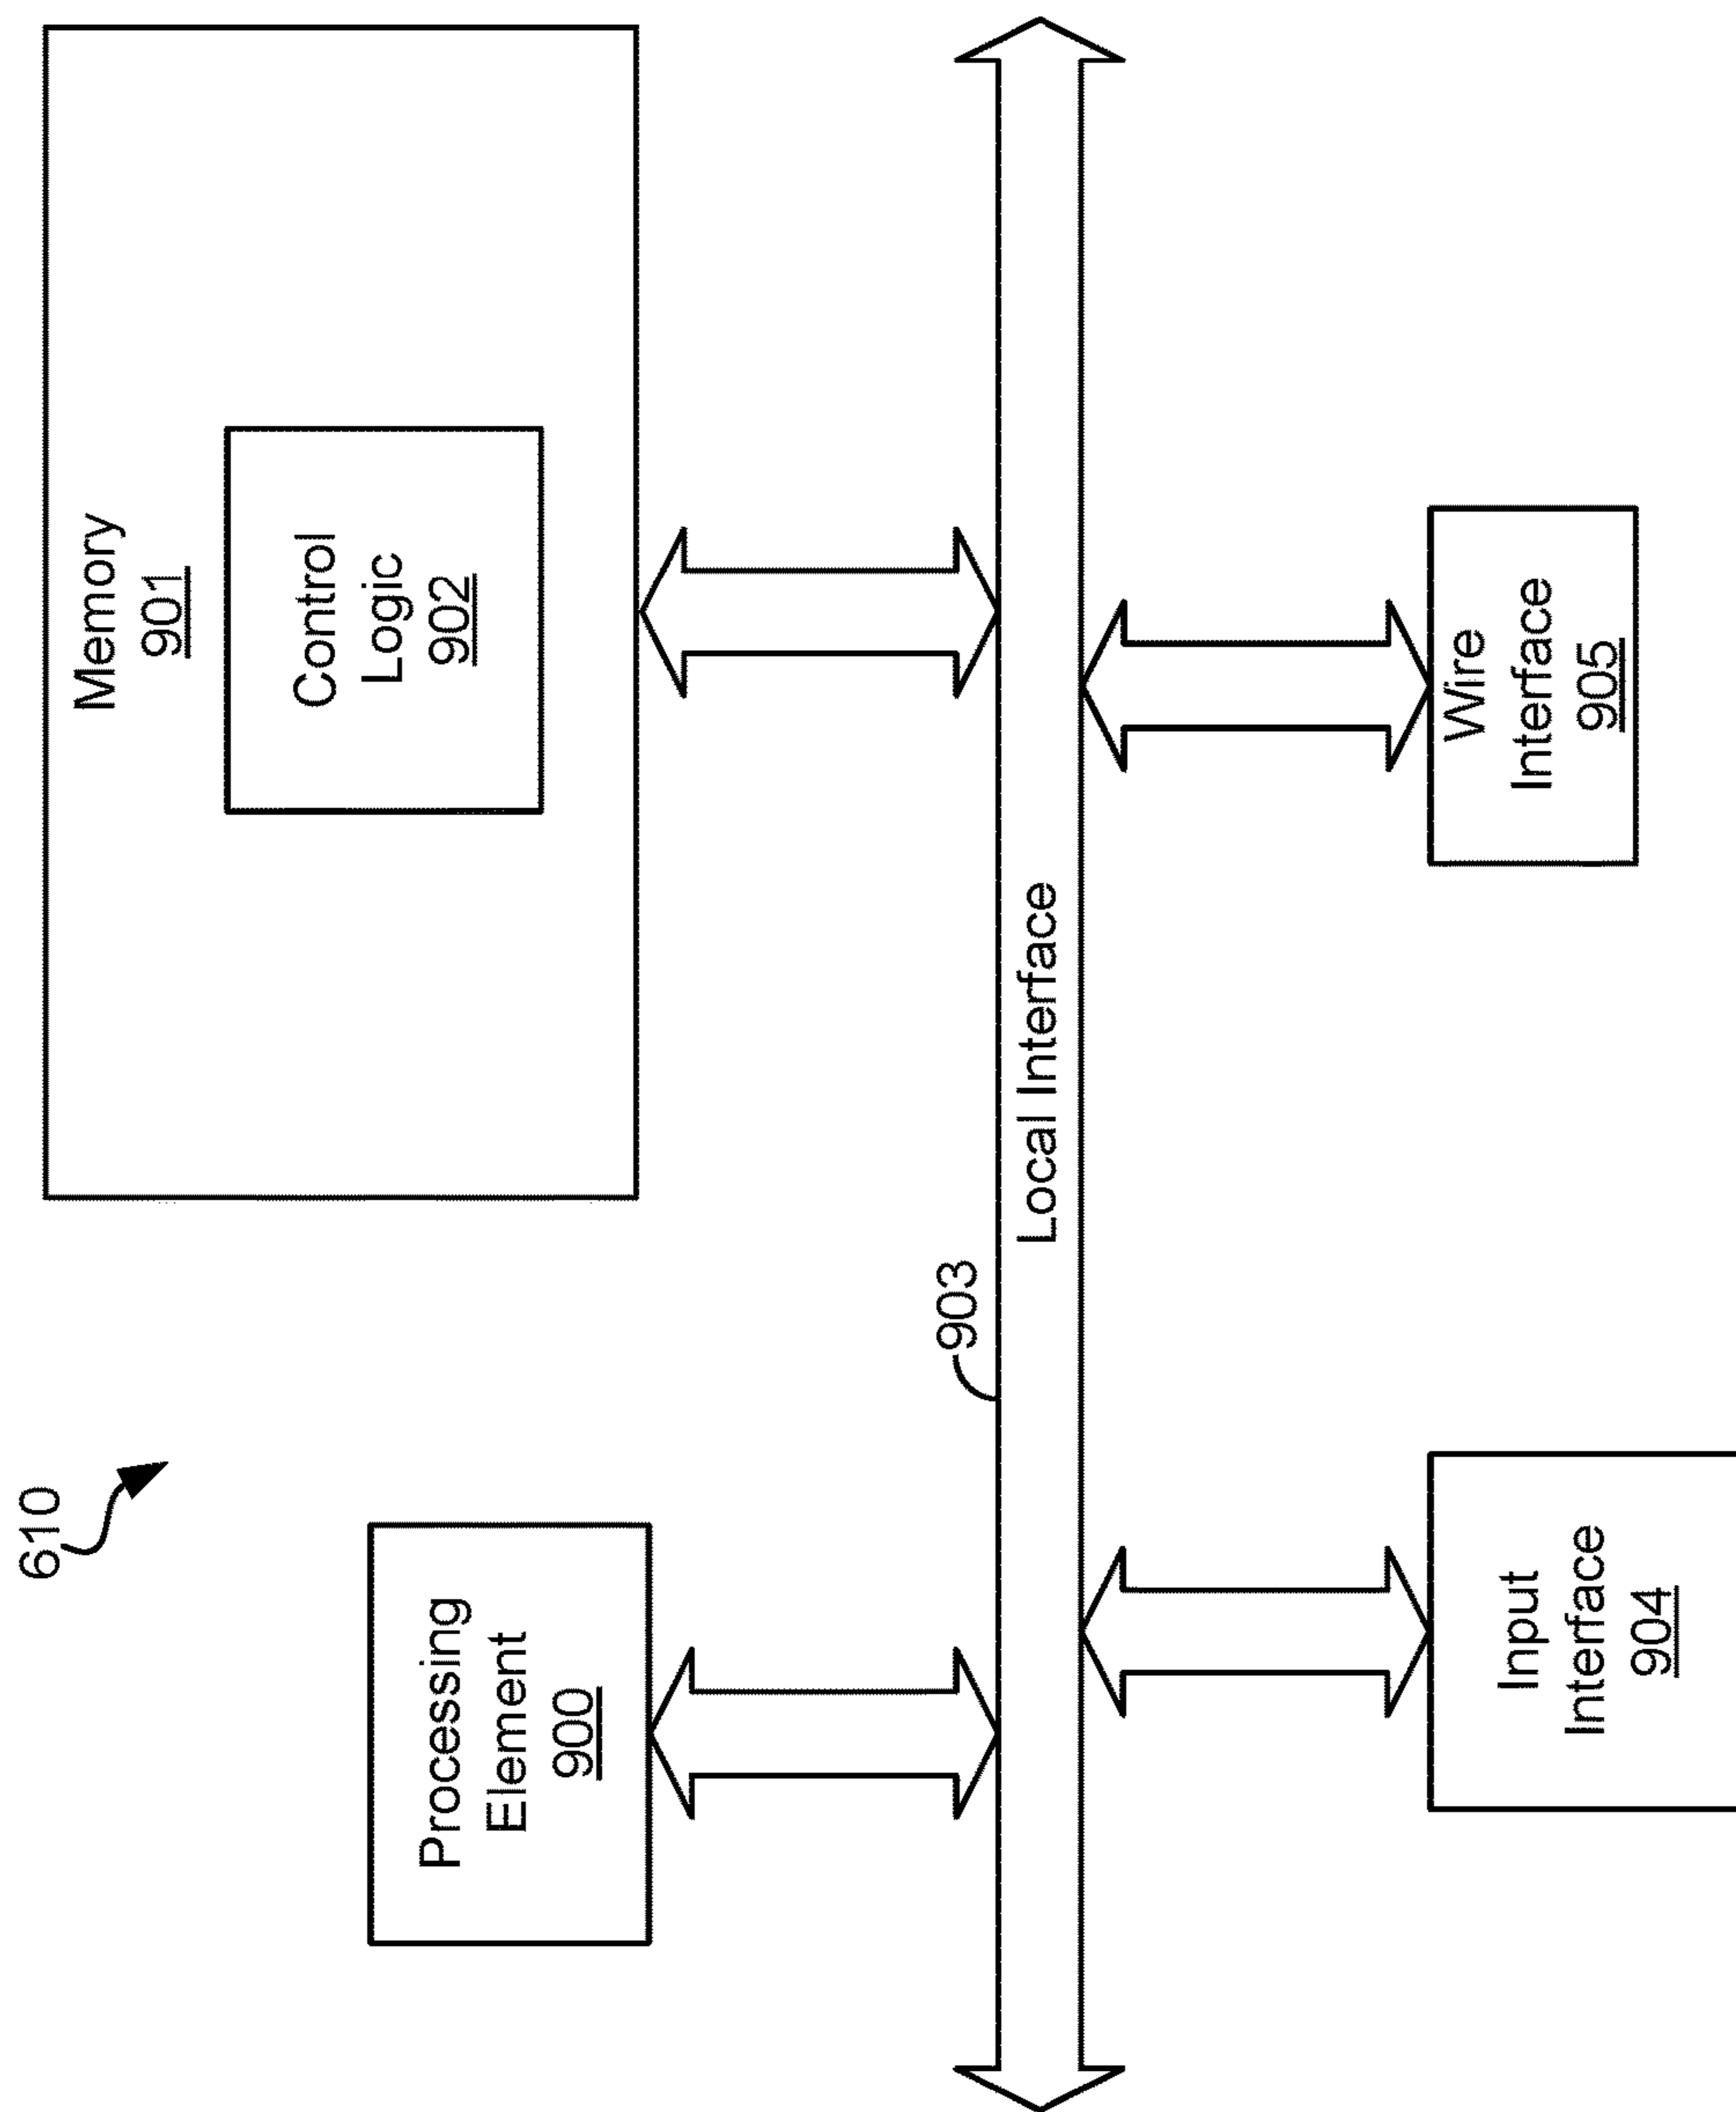 610
Processing
Element
900
Memory
901
Control
Logic
902
903
Local Interface
Input
Interface
904
Wire
Interface
905